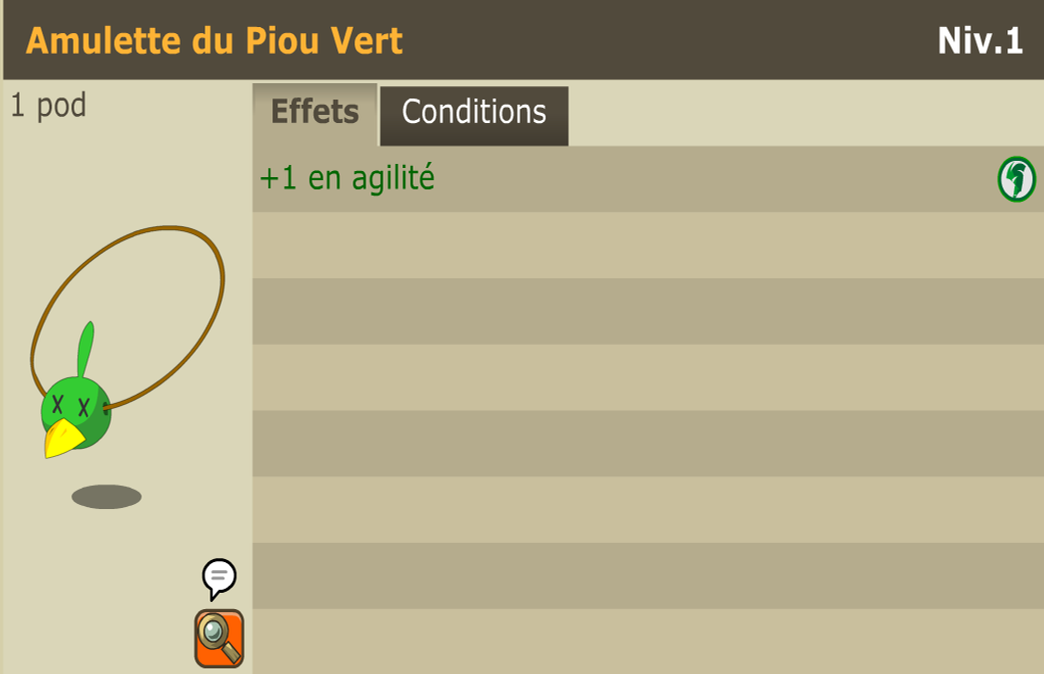 Amulette du Piou Vert
Niv.1
1 pod
Effets
Conditions
+1 en agilité